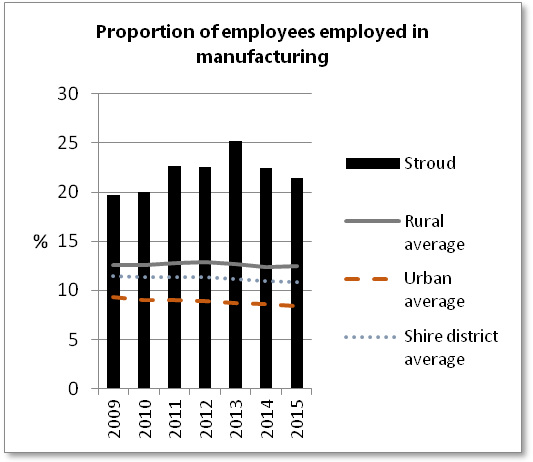 Proportion of employees employed in
manufacturing
30
25
20
15
10
5
0
%
2009
2010
2011
2012
2013
2014
2015
Stroud
Rural
average
Urban
average
Shire district
average